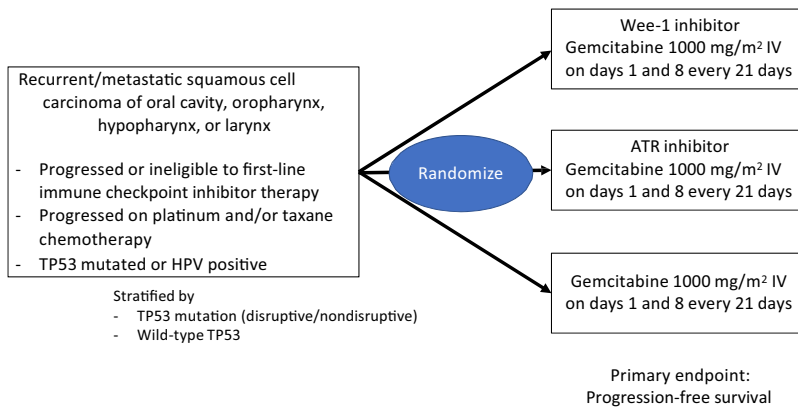 Recurrent/metastatic squamous cell
carcinoma of oral cavity, oropharynx,
hypopharynx, or larynx
- Progressed or ineligible to first-line
immune checkpoint inhibitor therapy
- Progressed on platinum and/or taxane
chemotherapy
- TP53 mutated or HPV positive
Stratified by
- TP53 mutation (disruptive/nondisruptive)
- Wild-type TP53
Randomize
Wee-1 inhibitor
Gemcitabine 1000 mg/m² IV
on days 1 and 8 every 21 days
ATR inhibitor
Gemcitabine 1000 mg/m² IV
on days 1 and 8 every 21 days
Gemcitabine 1000 mg/m² IV
on days 1 and 8 every 21 days
Primary endpoint:
Progression-free survival